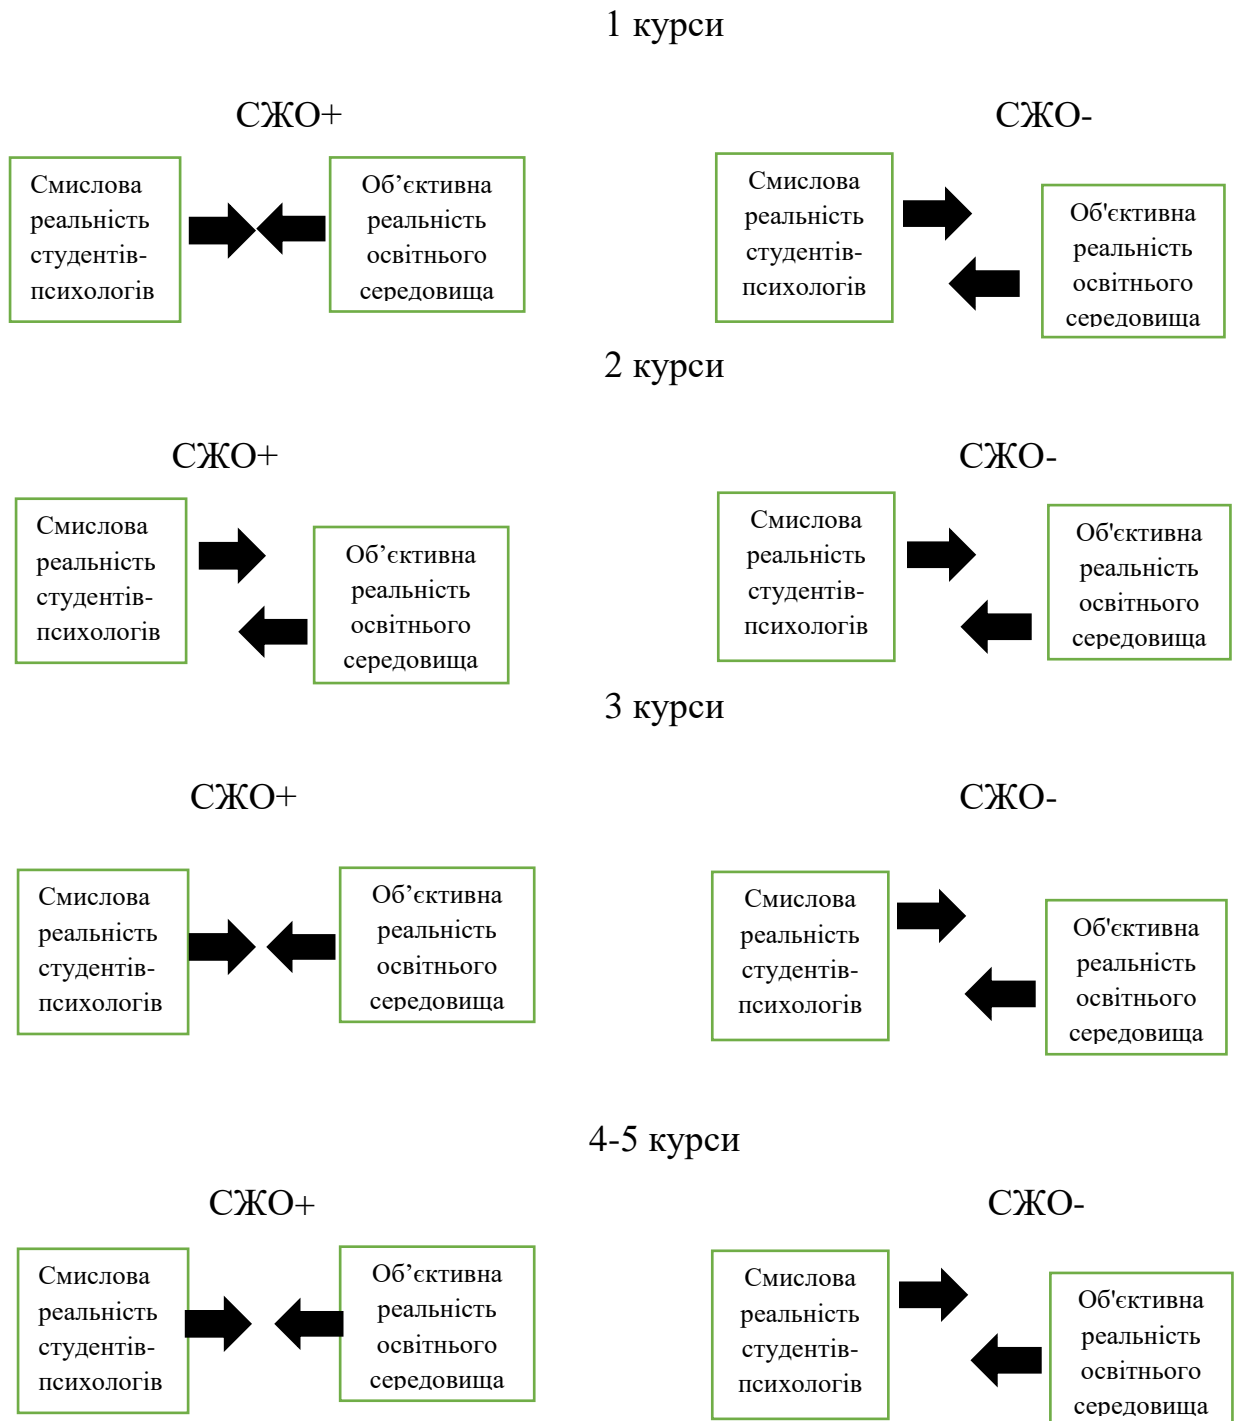 1 курси
СЖО+
СЖО-
Смислова
реальність
студентів-
психологів
Об’єктивна
реальність
освітнього
середовища
Смислова
реальність
студентів-
психологів
Об'єктивна
реальність
освітнього
середовища
2 курси
СЖО+
СЖО-
Смислова
реальність
студентів-
психологів
Об’єктивна
реальність
освітнього
середовища
Смислова
реальність
студентів-
психологів
Об'єктивна
реальність
освітнього
середовища
3 курси
СЖО+
СЖО-
Смислова
реальність
студентів-
психологів
Об’єктивна
реальність
освітнього
середовища
Смислова
реальність
студентів-
психологів
Об'єктивна
реальність
освітнього
середовища
4-5 курси
СЖО+
СЖО-
Смислова
реальність
студентів-
психологів
Об’єктивна
реальність
освітнього
середовища
Смислова
реальність
студентів-
психологів
Об'єктивна
реальність
освітнього
середовища